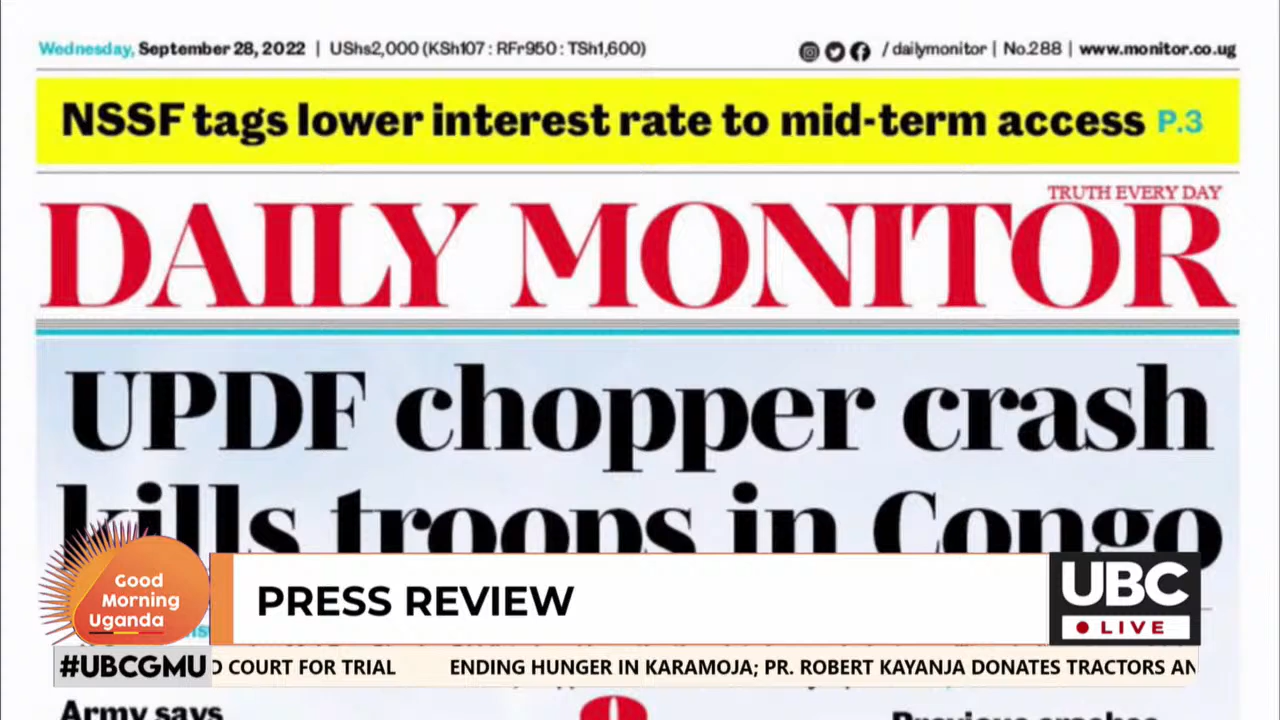 Wednesday, September 28, 2022 | UShs2,000 (KSh107 : RFr950 : TSh1,600) /dailymonitor | No.288 | www.monitor.co.ug
NSSF tags lower interest rate to mid-term access P.3
TRUTH EVERY DAY
DAILY MONITOR
UPDF chopper crash
kills troops in Congo
Good
Morning
Uganda
PRESS REVIEW
UBC
LIVE
#UBCGMU
D COURT FOR TRIAL ENDING HUNGER IN KARAMOJA; PR. ROBERT KAYANJA DONATES TRACTORS AN
Army says
Previous crashes